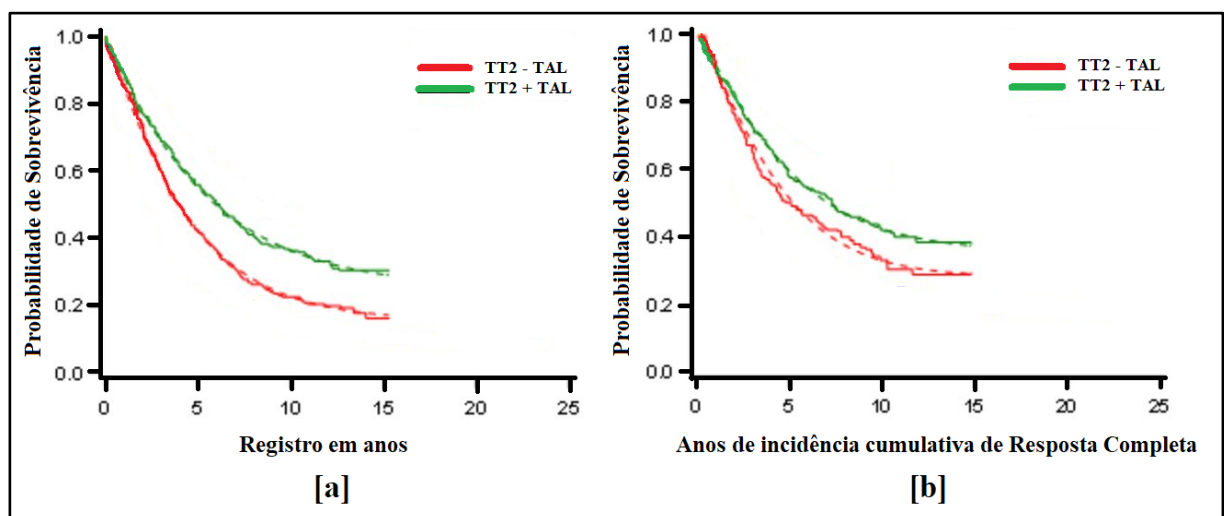 Probabilidade de Sobrevivência
1.0
0.8
0.6
0.4
0.2
0.0
TT2 - TAL
TT2 + TAL
0 5 10 15 20 25
Registro em anos
[a]
Probabilidade de Sobrevivência
1.0
0.8
0.6
0.4
0.2
0.0
TT2 - TAL
TT2 + TAL
0 5 10 15 20 25
Anos de incidência cumulativa de Resposta Completa
[b]